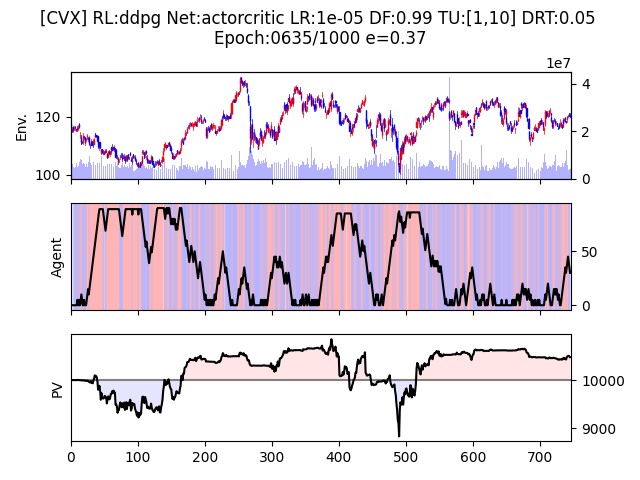 [CVX] RL:ddpg Net:actorcritic LR:1e-05 DF:0.99 TU:[1,10] DRT:0.05
Epoch:0635/1000 e=0.37
1e7
Env.
120
100
4
2
0
Agent
50
0
PV
10000
9000
0 100 200 300 400 500 600 700